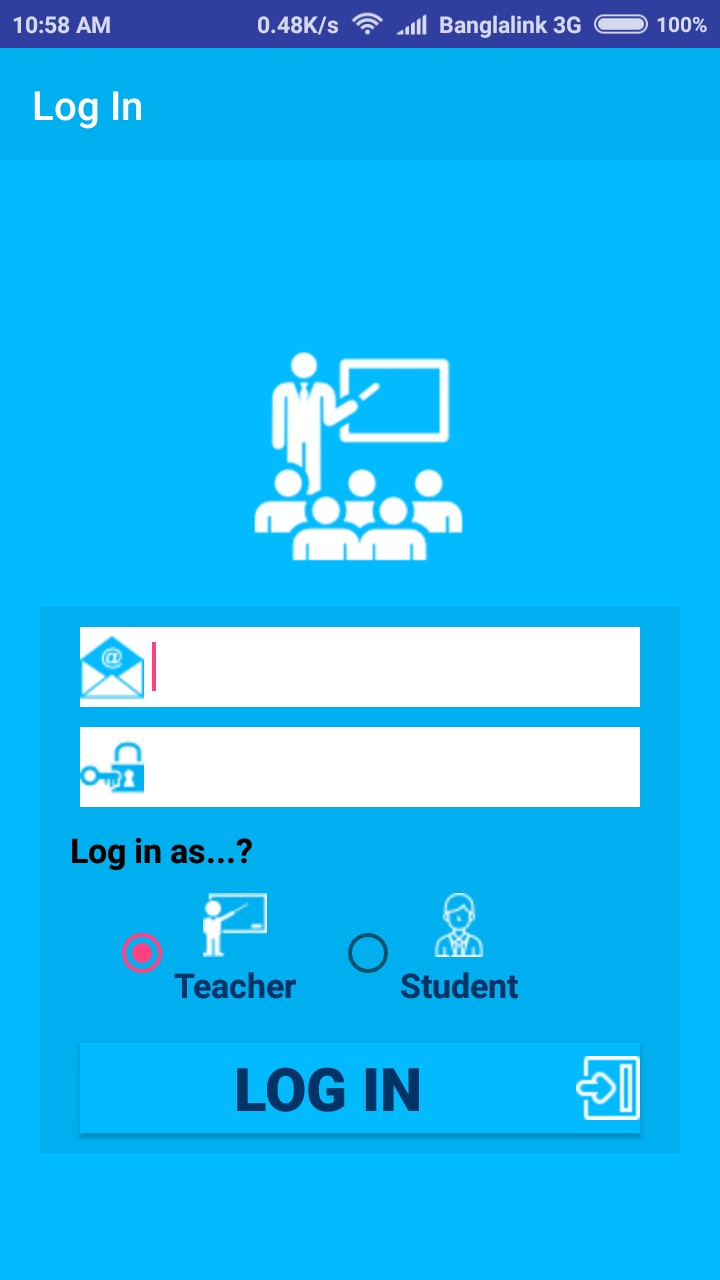 10:58 AM 0.48K/s Banglalink 3G 100%
Log In
@
Log in as...?
Teacher Student
LOG IN